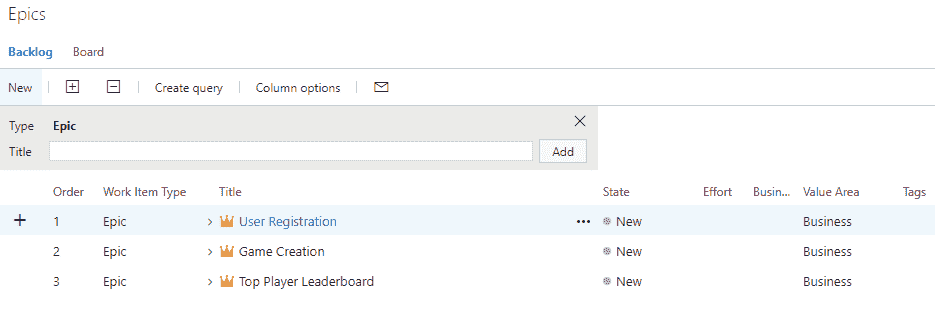 Epics
Backlog Board
New Create query Column options
Type Epic
Title Add
Order Work Item Type Title State Effort Busin... Value Area Tags
1 Epic User Registration ... New Business
2 Epic Game Creation New Business
3 Epic Top Player Leaderboard New Business